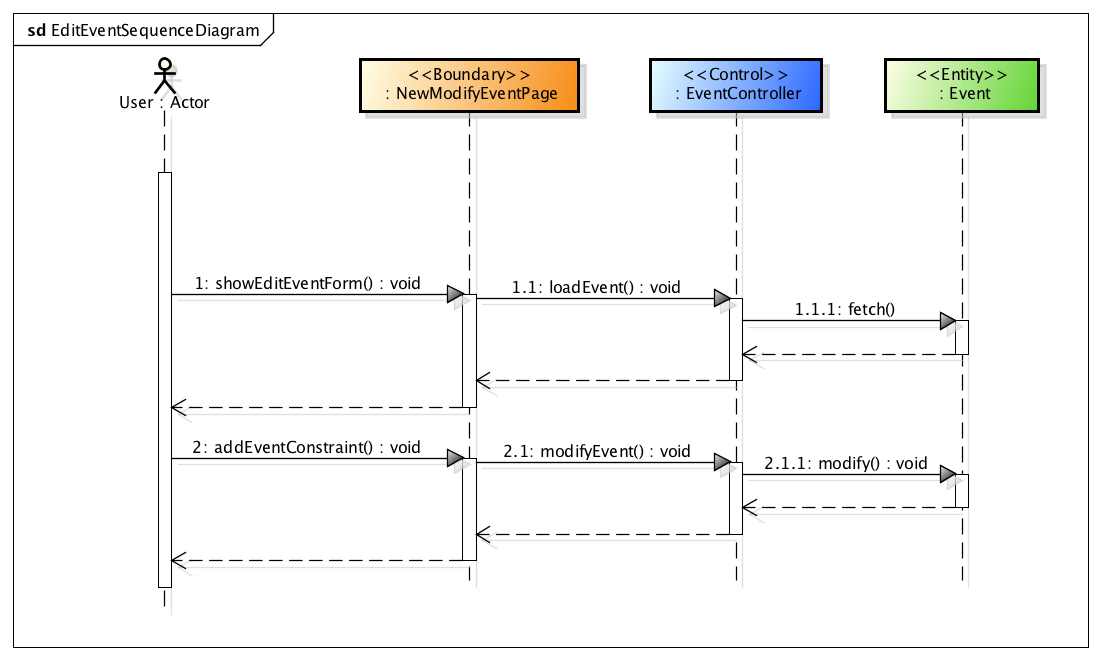 sd EditEventSequenceDiagram
User : Actor
<<Boundary>>
: NewModifyEventPage
<<Control>>
: EventController
<<Entity>>
: Event
1: showEditEventForm() : void
1.1: loadEvent() : void
1.1.1: fetch()
2: addEventConstraint() : void
2.1: modifyEvent() : void
2.1.1: modify() : void